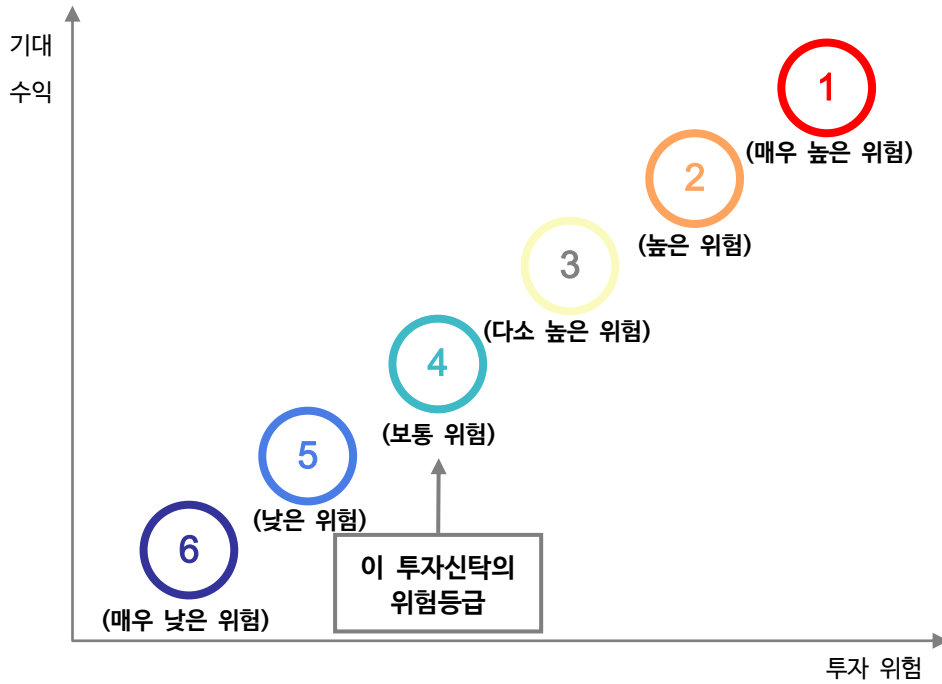 기대
수익
1
(매우 높은 위험)
2
(높은 위험)
3
(다소 높은 위험)
4
(보통 위험)
5
(낮은 위험)
6
(매우 낮은 위험)
이 투자신탁의
위험등급
투자 위험